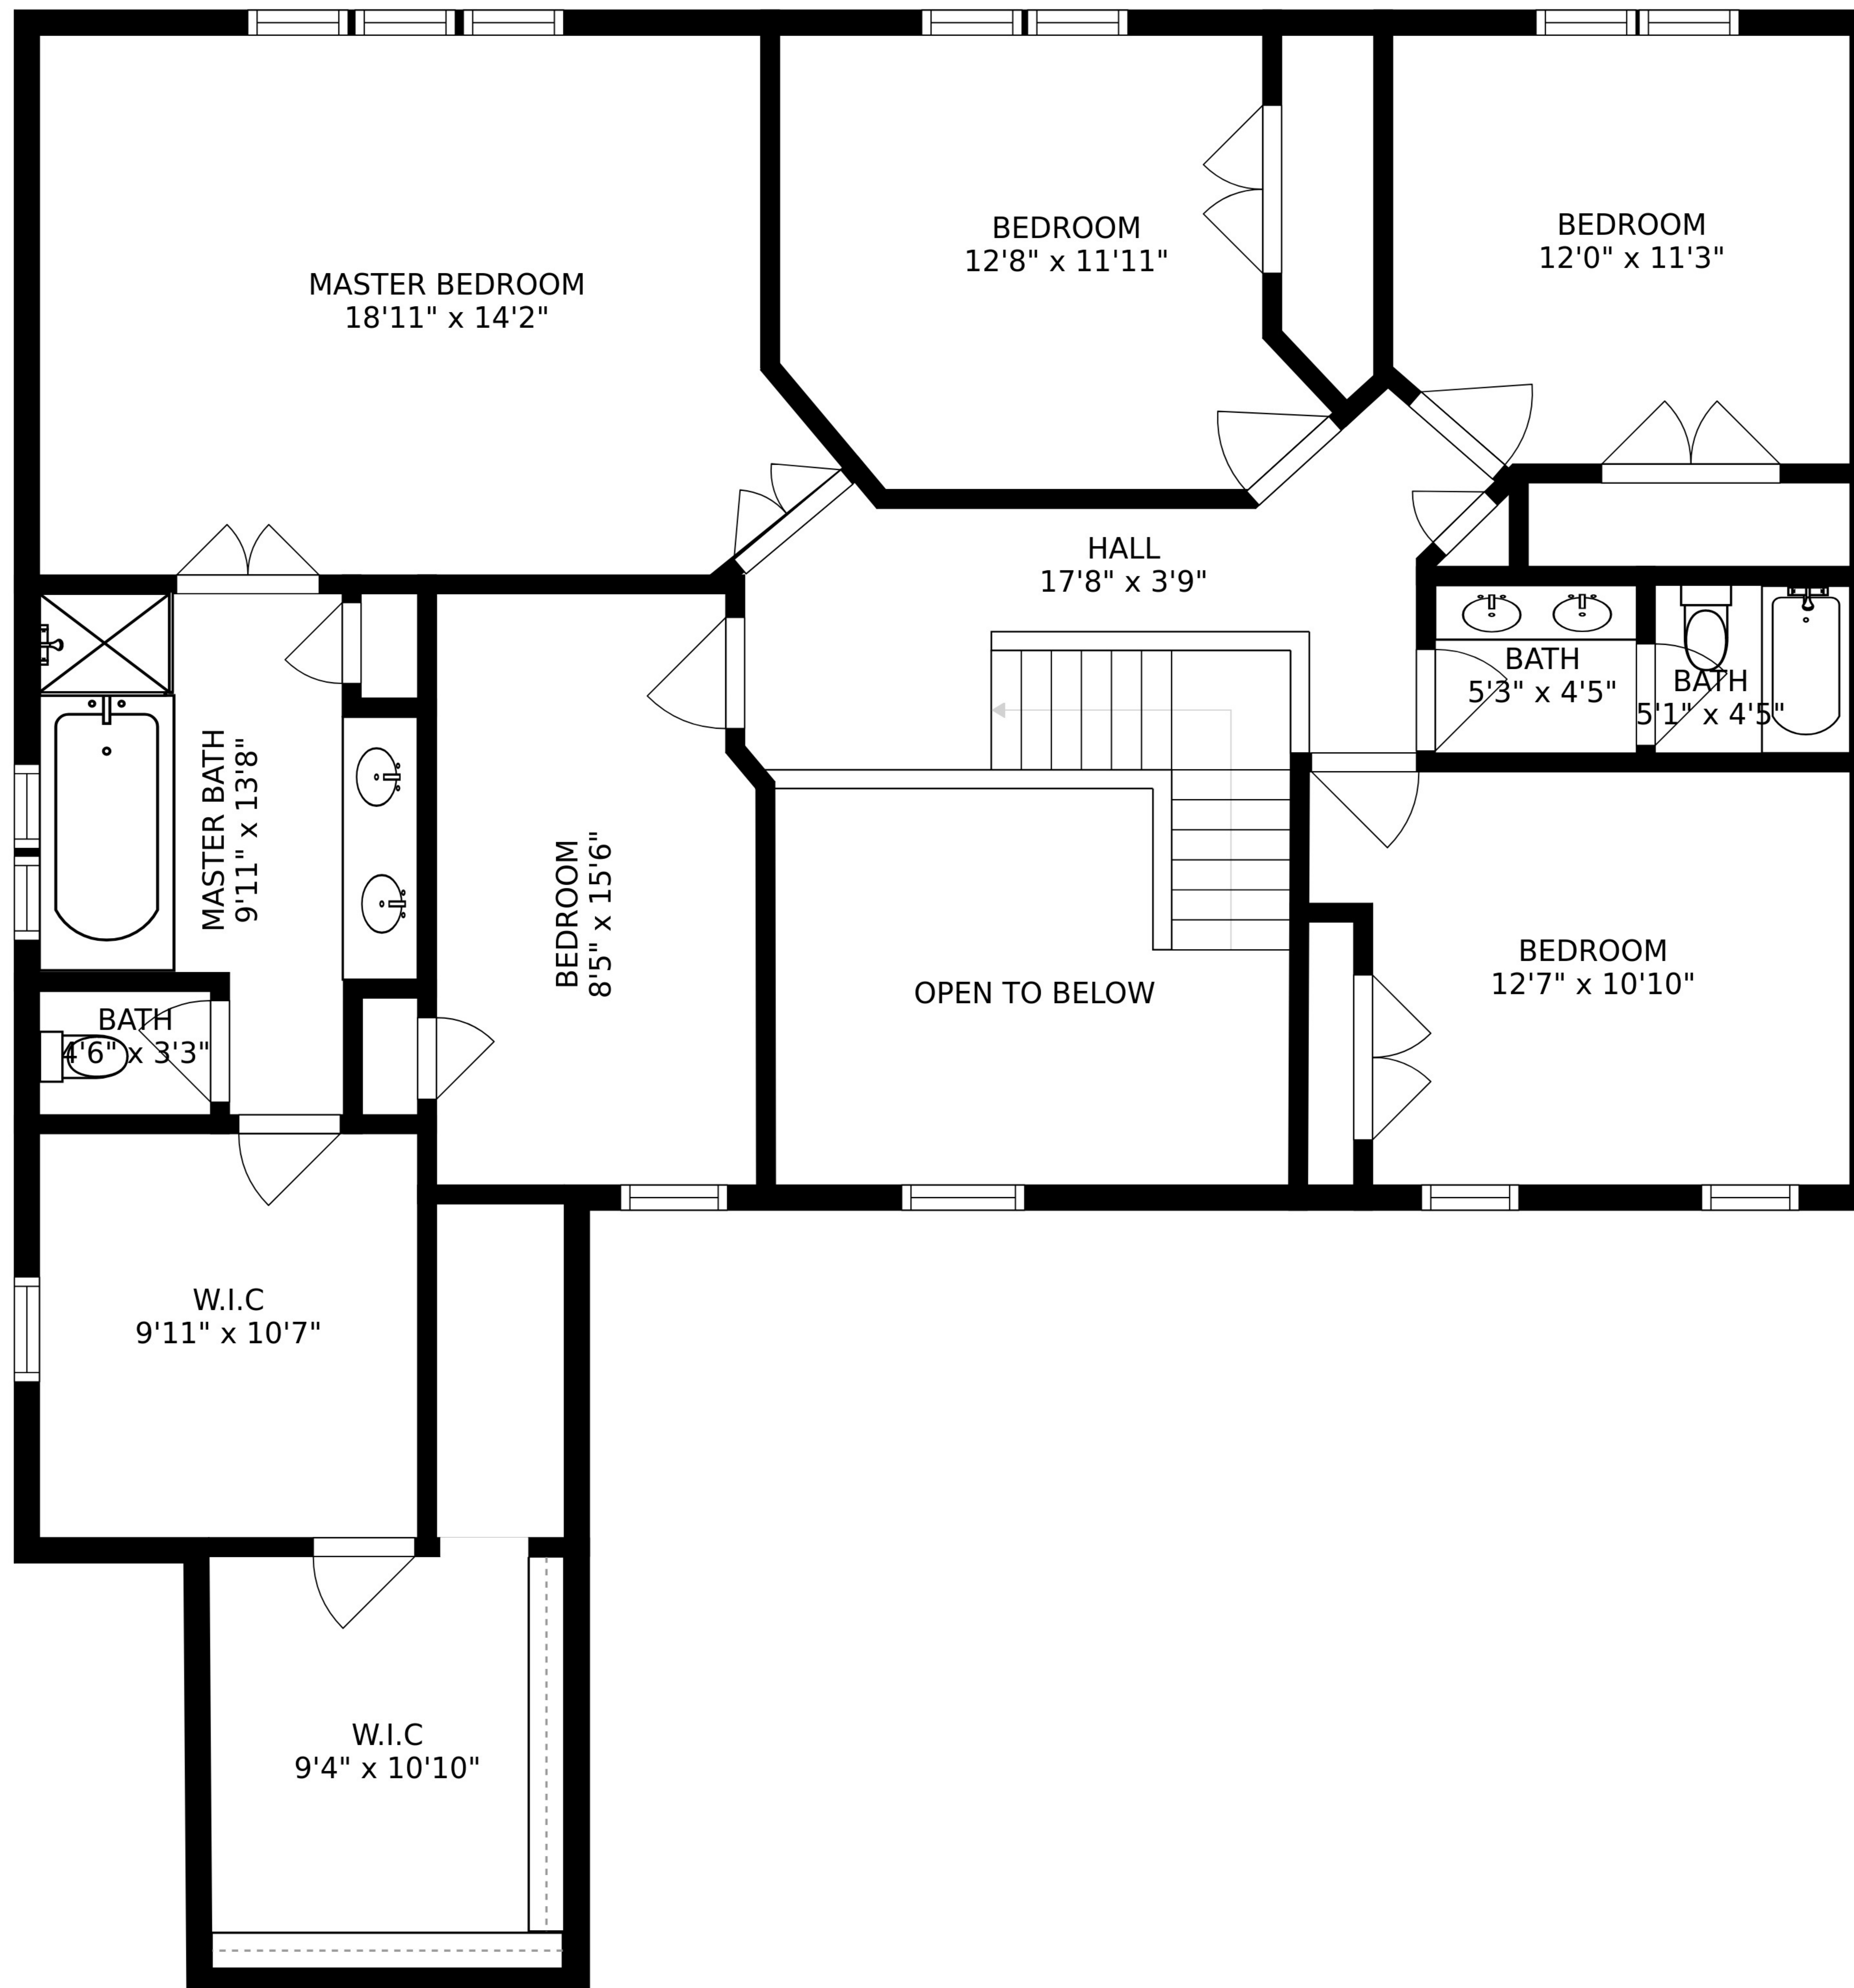 MASTER BEDROOM
18'11" x 14'2"
BEDROOM
12'8" x 11'11"
BEDROOM
12'0" x 11'3"
HALL
17'8" x 3'9"
BATH
5'3" x 4'5"
BATH
5'1" x 4'5"
MASTER BATH
9'11" x 13'8"
BEDROOM
8'5" x 15'6"
OPEN TO BELOW
BEDROOM
12'7" x 10'10"
BATH
4'6" x 3'3"
W.I.C
9'11" x 10'7"
W.I.C
9'4" x 10'10"